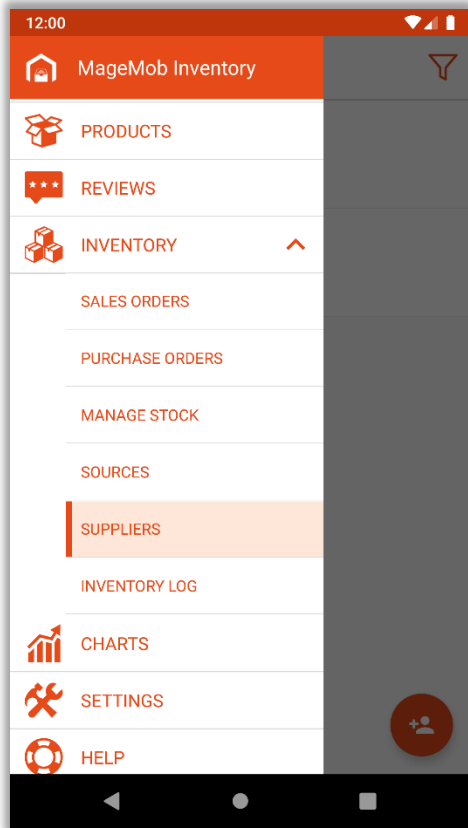 12:00
MageMob Inventory
PRODUCTS
REVIEWS
INVENTORY
SALES ORDERS
PURCHASE ORDERS
MANAGE STOCK
SOURCES
SUPPLIERS
INVENTORY LOG
CHARTS
SETTINGS
HELP